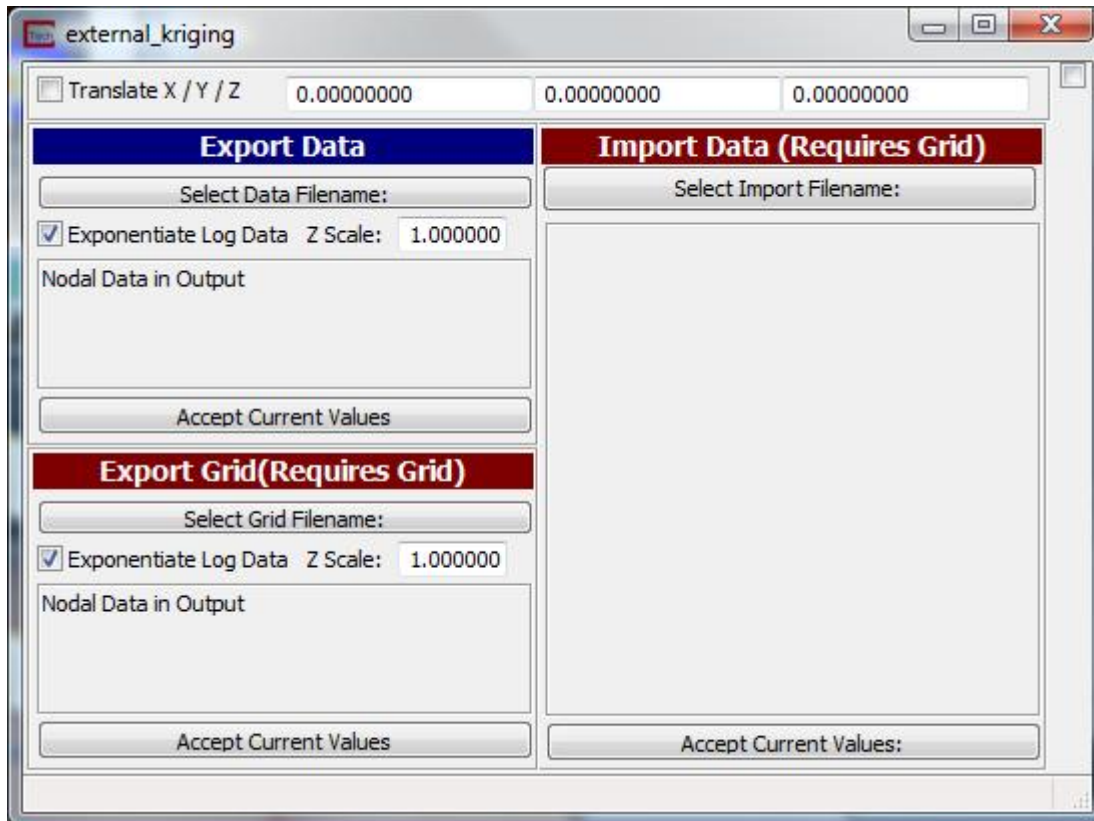 external_kriging
Translate X / Y / Z 0.00000000 0.00000000 0.00000000
Export Data
Select Data Filename:
Exponentiate Log Data Z Scale: 1.000000
Nodal Data in Output
Accept Current Values
Export Grid(Requires Grid)
Select Grid Filename:
Exponentiate Log Data Z Scale: 1.000000
Nodal Data in Output
Accept Current Values
Import Data (Requires Grid)
Select Import Filename:
Accept Current Values: